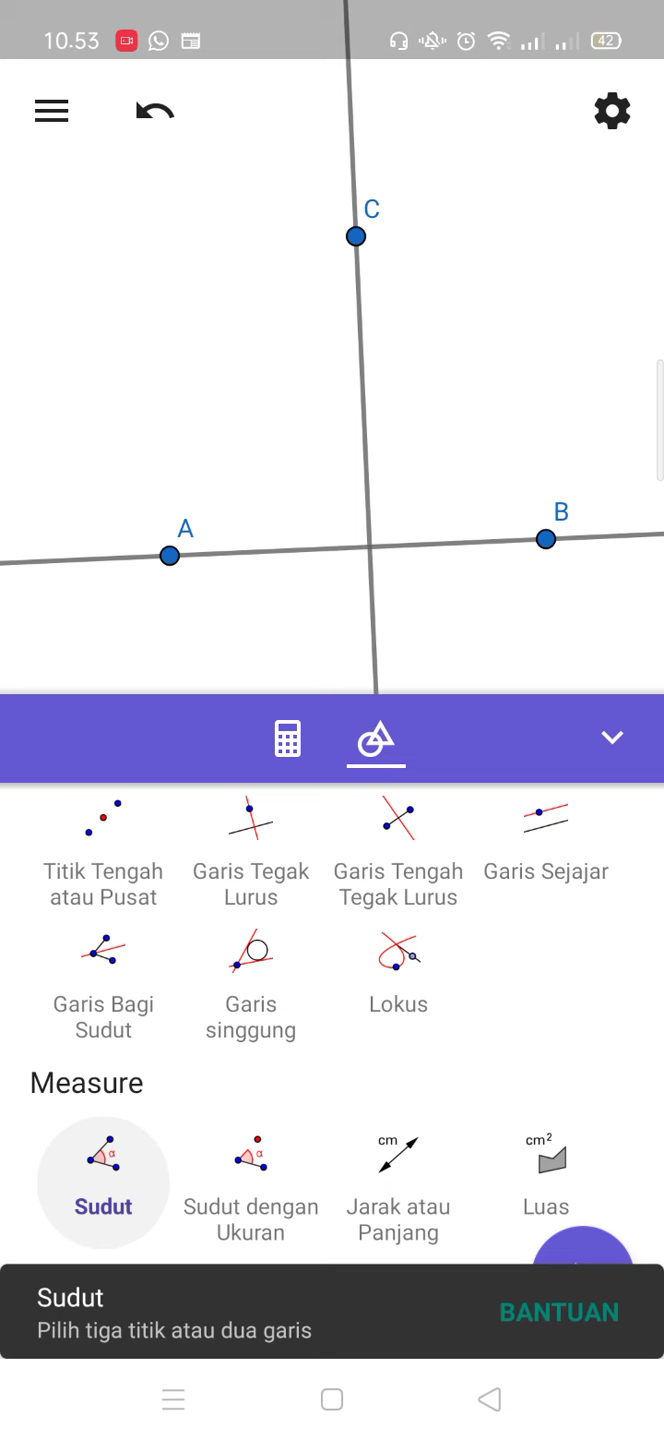 10.53
42
C
A
B
Titik Tengah
atau Pusat
Garis Tegak
Lurus
Garis Tengah
Tegak Lurus
Garis Sejajar
Garis Bagi
Sudut
Garis
singgung
Lokus
Measure
α
Sudut
α
Sudut dengan
Ukuran
cm
Jarak atau
Panjang
cm²
Luas
Sudut
Pilih tiga titik atau dua garis
BANTUAN